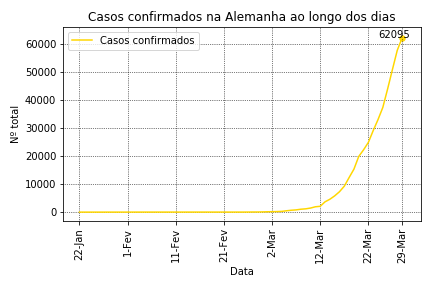 Casos confirmados na Alemanha ao longo dos dias
Casos confirmados
62095
60000
50000
40000
30000
20000
10000
0
Nº total
22-Jan
1-Fev
11-Fev
21-Fev
2-Mar
12-Mar
22-Mar
29-Mar
Data